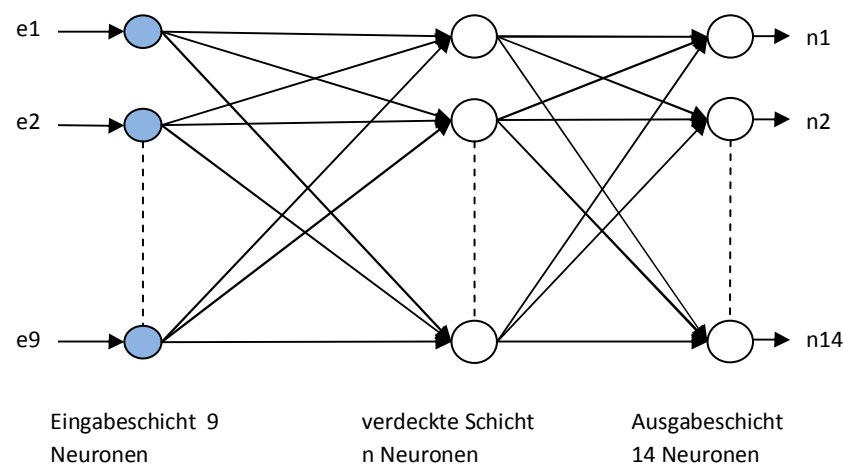 e1
n1
e2
n2
e9
n14
Eingabeschicht 9
Neuronen
verdeckte Schicht
n Neuronen
Ausgabeschicht
14 Neuronen